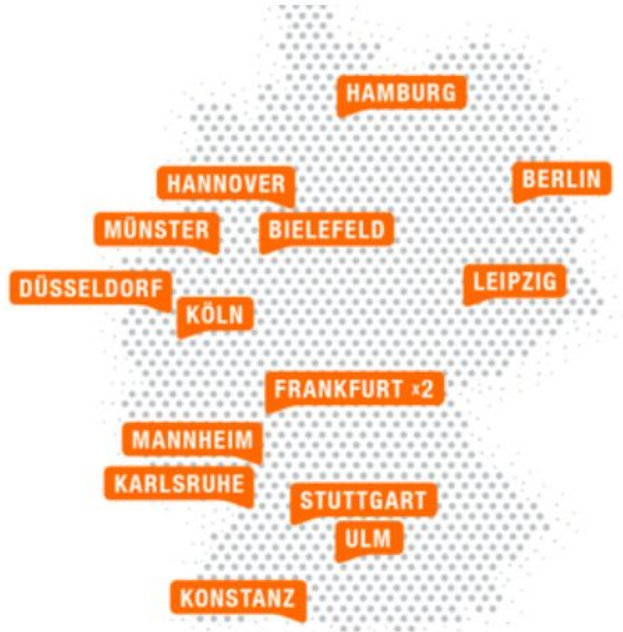 HAMBURG
HANNOVER
BERLIN
MÜNSTER
BIELEFELD
DÜSSELDORF
LEIPZIG
KÖLN
FRANKFURT x2
MANNHEIM
KARLSRUHE
STUTTGART
ULM
KONSTANZ